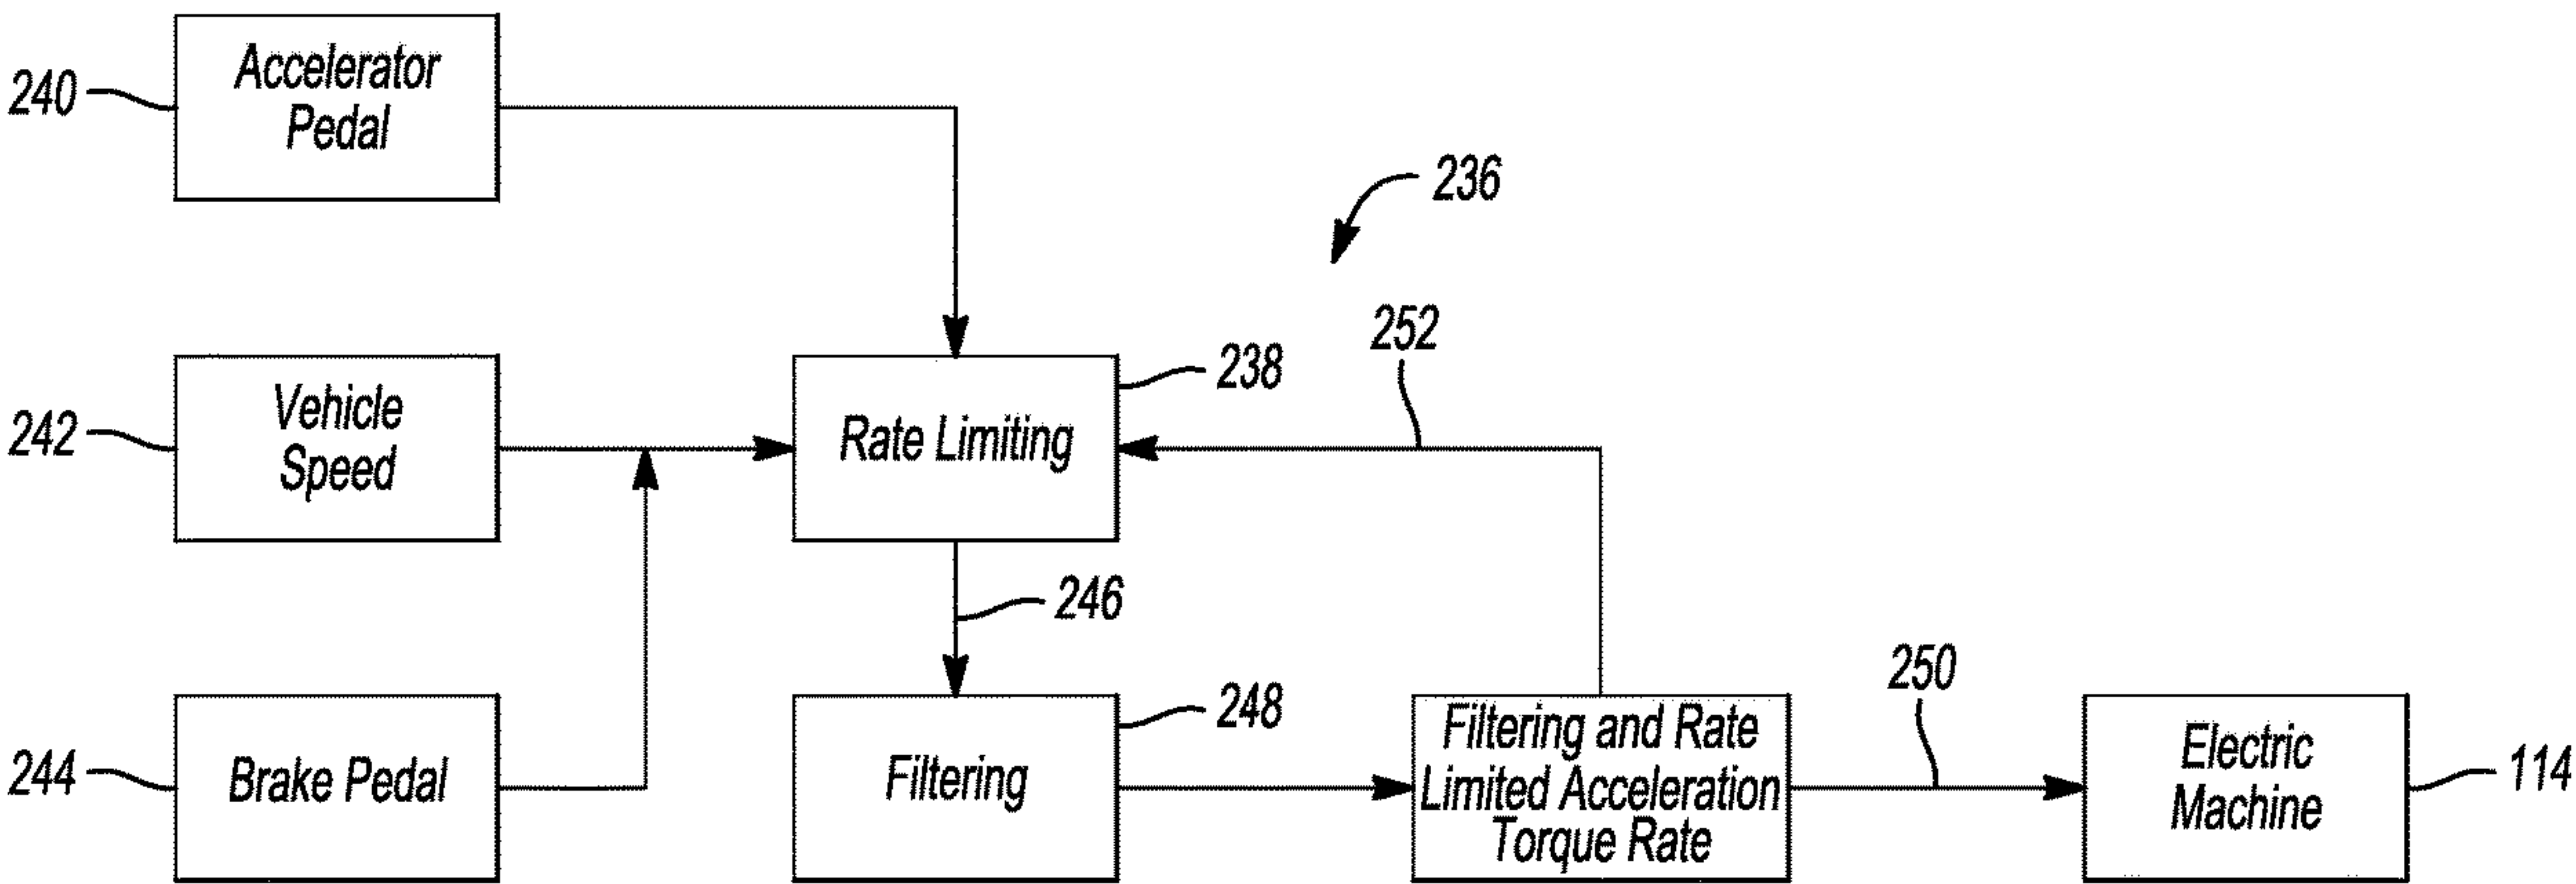 Accelerator
Pedal
240
236
252
238
Vehicle
Speed
242
Rate Limiting
246
250
248
Brake Pedal
244
Filtering
Filtering and Rate
Limited Acceleration
Torque Rate
Electric
Machine
114